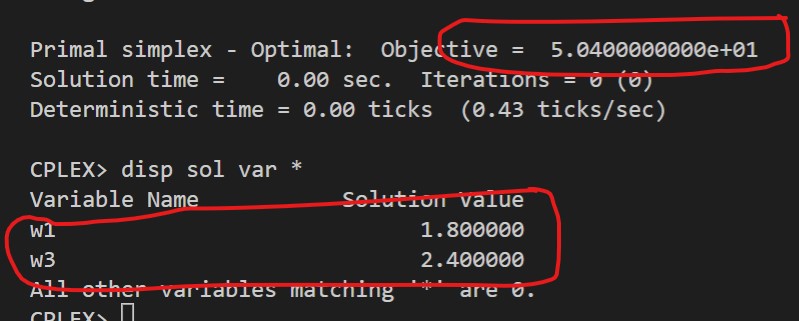 Primal simplex - Optimal:  Objective =  5.0400000000e+01
Solution time =    0.00 sec.  Iterations = 0 (0)
Deterministic time = 0.00 ticks  (0.43 ticks/sec)
CPLEX> disp sol var *
Variable Name           Solution Value
w1                            1.800000
w3                            2.400000
All other variables matching '*' are 0.
CPLEX>